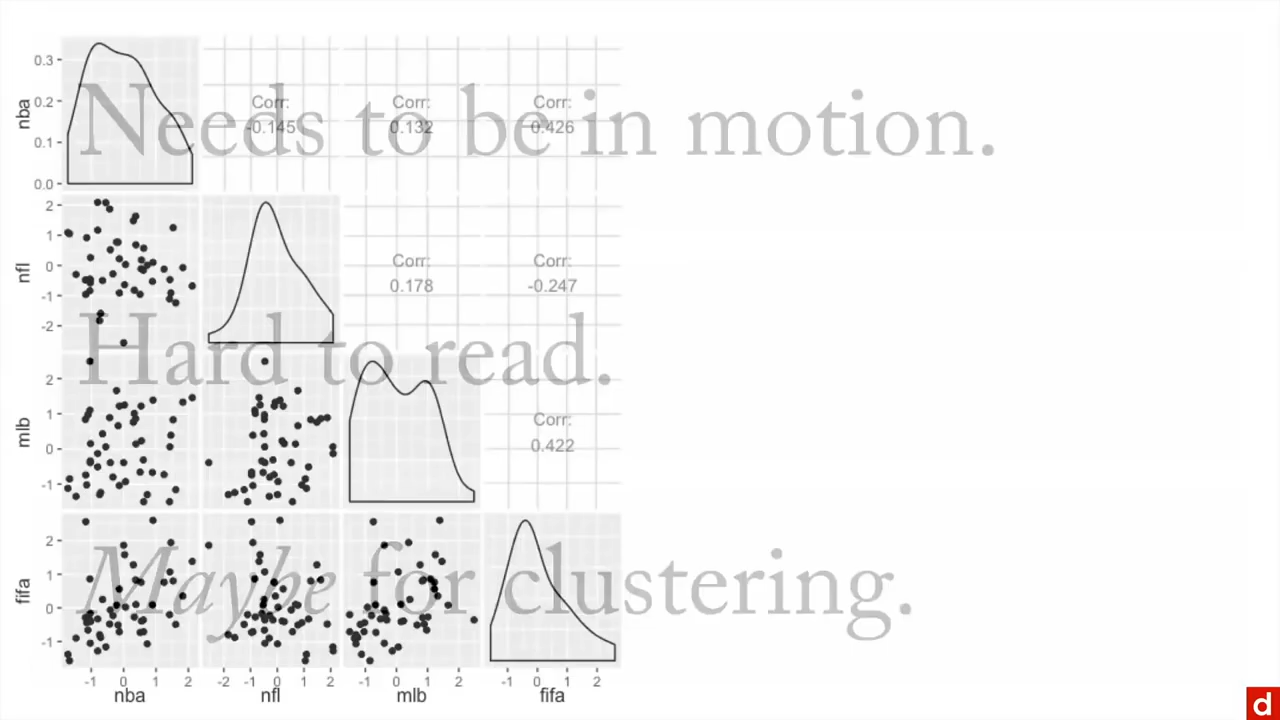 0.3
0.2
0.1
0.0
nba
Corr:
-0.145
Corr:
0.132
Corr:
0.426
Needs to be in motion.
2
1
0
-1
-2
nfl
Corr:
0.178
Corr:
-0.247
Hard to read.
2
1
0
-1
mlb
Corr:
0.422
2
1
0
-1
fifa
Maybe for clustering.
-1 0 1 2 -2 -1 0 1 2 -1 0 1 2 -1 0 1 2
nba nfl mlb fifa
d